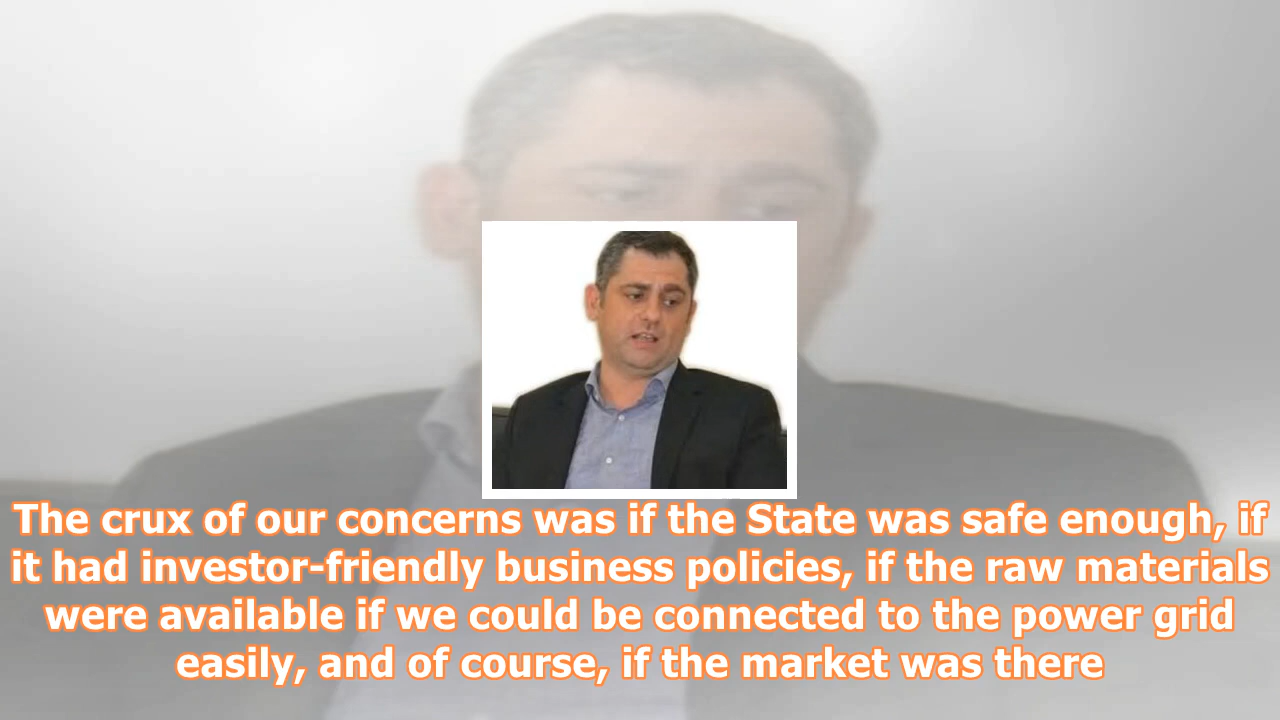 The crux of our concerns was if the State was safe enough, if
it had investor-friendly business policies, if the raw materials
were available if we could be connected to the power grid
easily, and of course, if the market was there